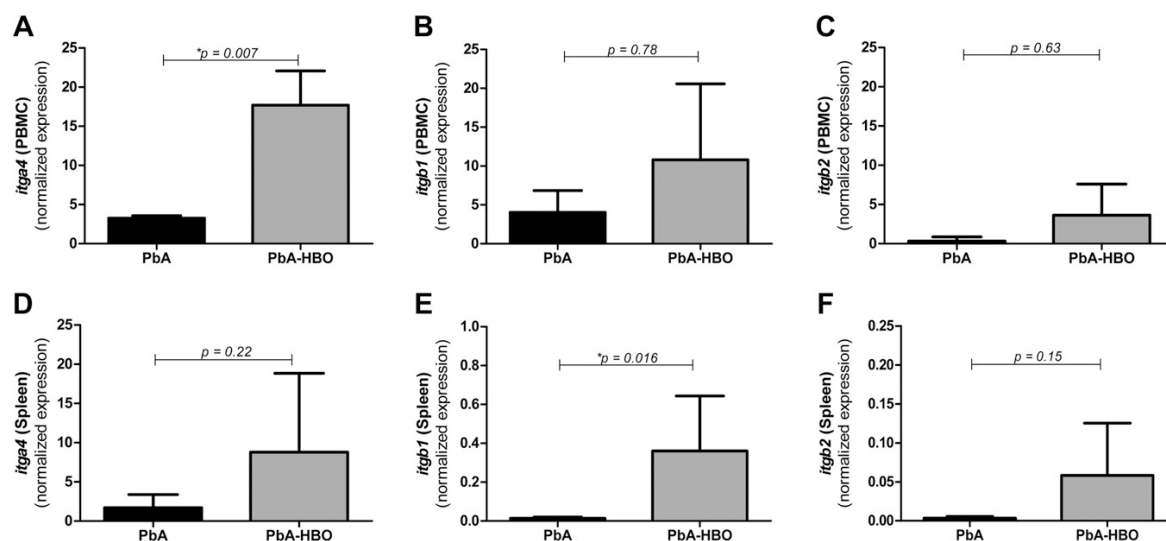 A
*p = 0.007
itga4 (PBMC)
(normalized expression)
25
20
15
10
5
0
PbA
PbA-HBO
B
p = 0.78
itgb1 (PBMC)
(normalized expression)
25
20
15
10
5
0
PbA
PbA-HBO
C
p = 0.63
itgb2 (PBMC)
(normalized expression)
25
20
15
10
5
0
PbA
PbA-HBO
D
p = 0.22
itga4 (Spleen)
(normalized expression)
25
20
15
10
5
0
PbA
PbA-HBO
E
*p = 0.016
itgb1 (Spleen)
(normalized expression)
1.0
0.8
0.6
0.4
0.2
0.0
PbA
PbA-HBO
F
p = 0.15
itgb2 (Spleen)
(normalized expression)
0.25
0.20
0.15
0.10
0.05
0.00
PbA
PbA-HBO